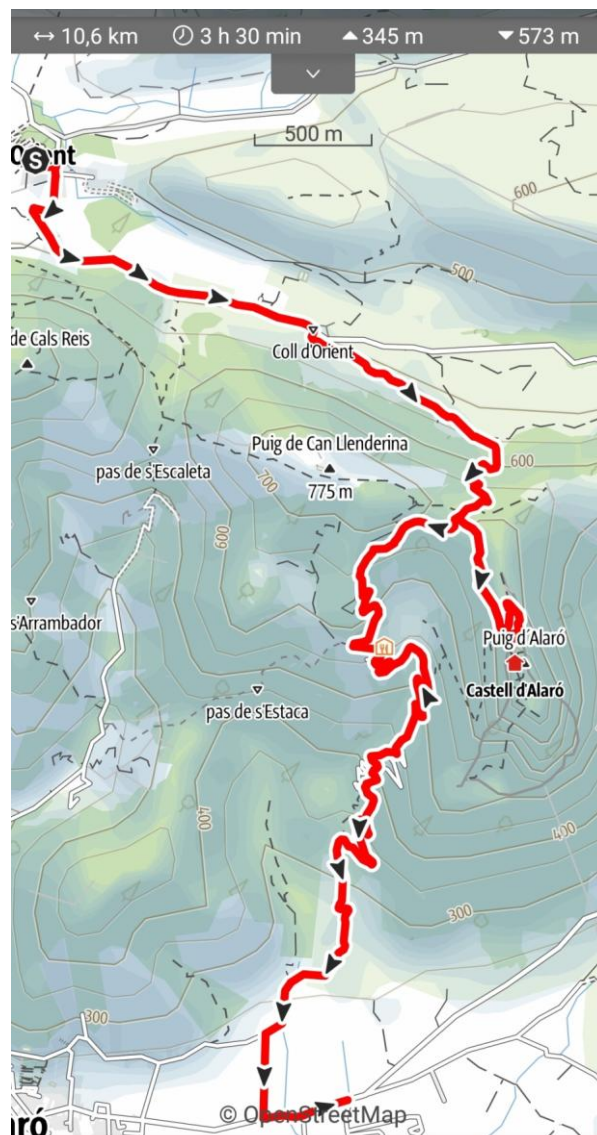 ↔ 10,6 km 3 h 30 min ▲ 345 m ▼ 573 m
500 m
Orient
S
600
500
de Cals Reis
Coll d'Orient
Puig de Can Llenderina
775 m
600
pas de s'Escaleta
700
600
s'Arrambador
Puig d'Alaró
Castell d'Alaró
pas de s'Estaca
400
400
300
300
aró
© OpenStreetMap